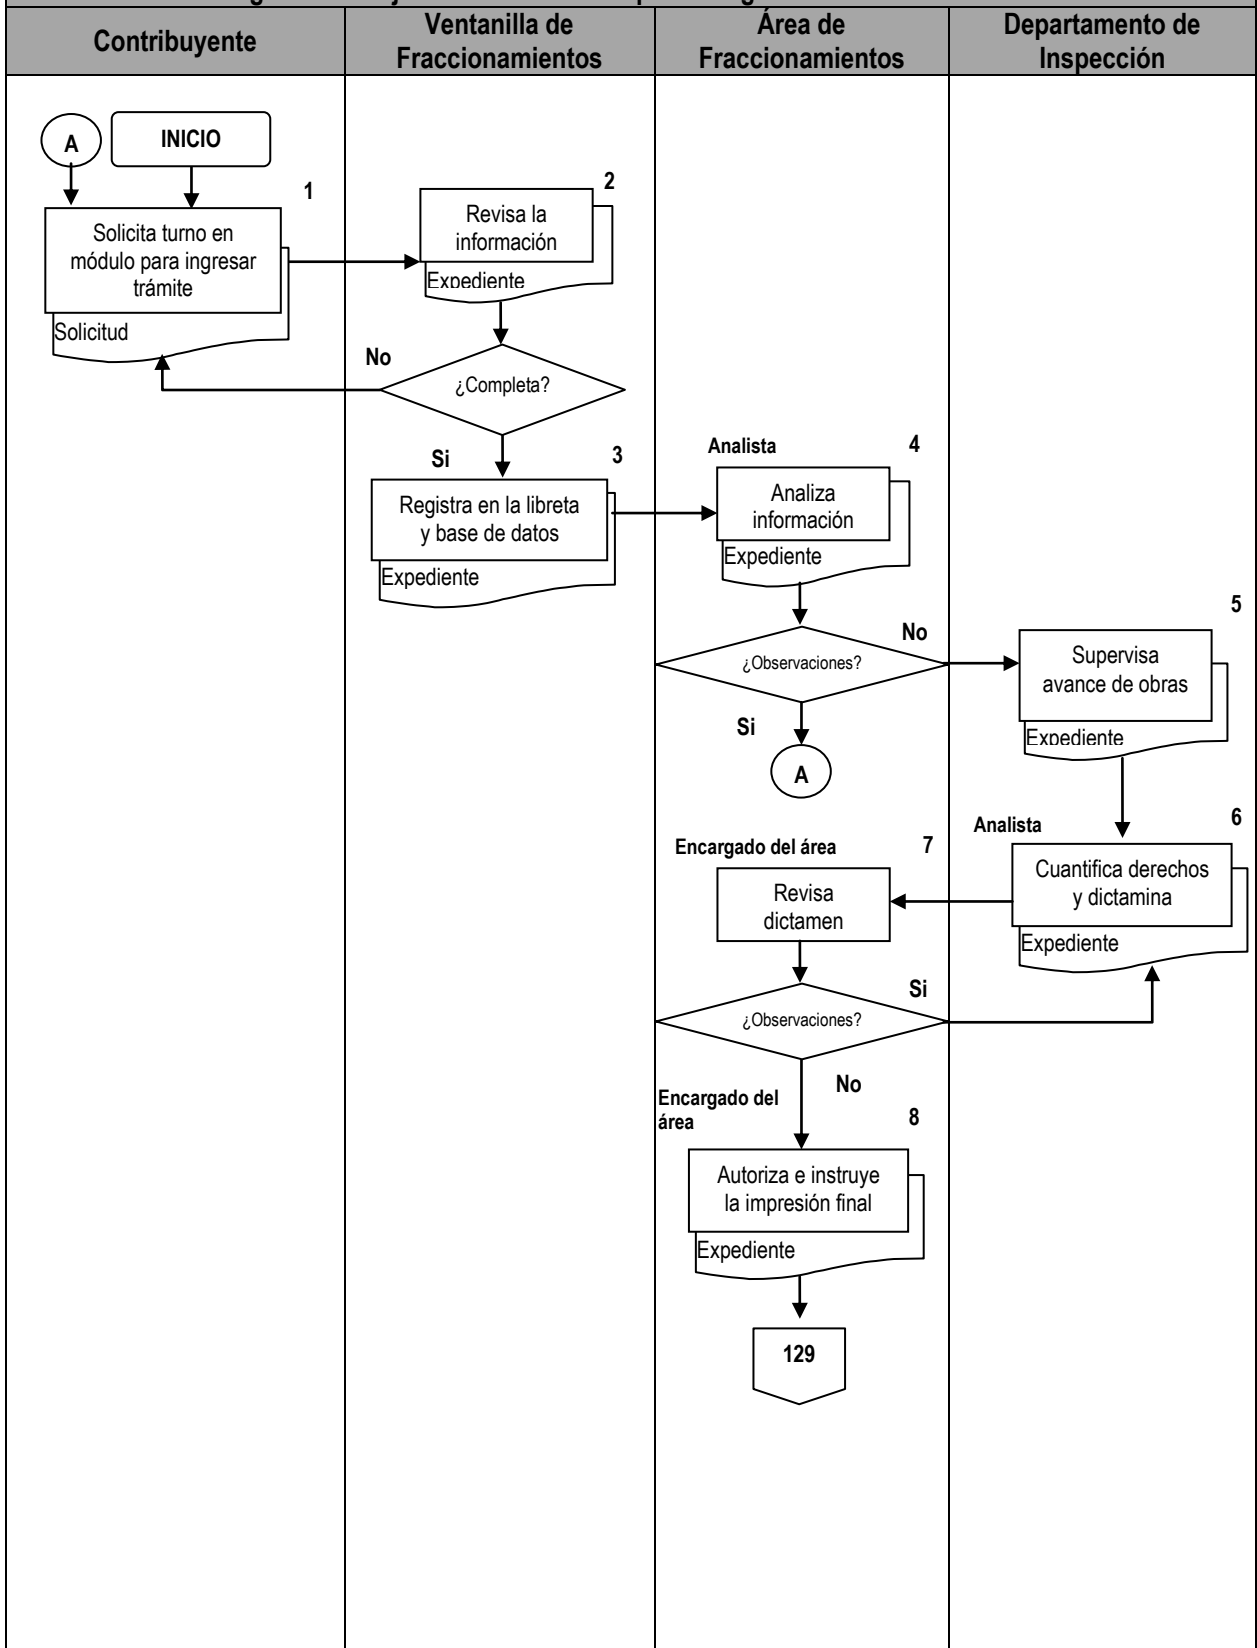 Contribuyente
Ventanilla de
Fraccionamientos
Área de
Fraccionamientos
Departamento de
Inspección
A
INICIO
1
Solicita turno en
módulo para ingresar
trámite
Solicitud
2
Revisa la
información
Expediente
No
¿Completa?
Si
3
Registra en la libreta
y base de datos
Expediente
Analista
4
Analiza
información
Expediente
No
¿Observaciones?
Si
A
5
Supervisa
avance de obras
Expediente
Analista
6
Cuantifica derechos
y dictamina
Expediente
Encargado del área
7
Revisa
dictamen
Si
¿Observaciones?
No
Encargado del
área
8
Autoriza e instruye
la impresión final
Expediente
129